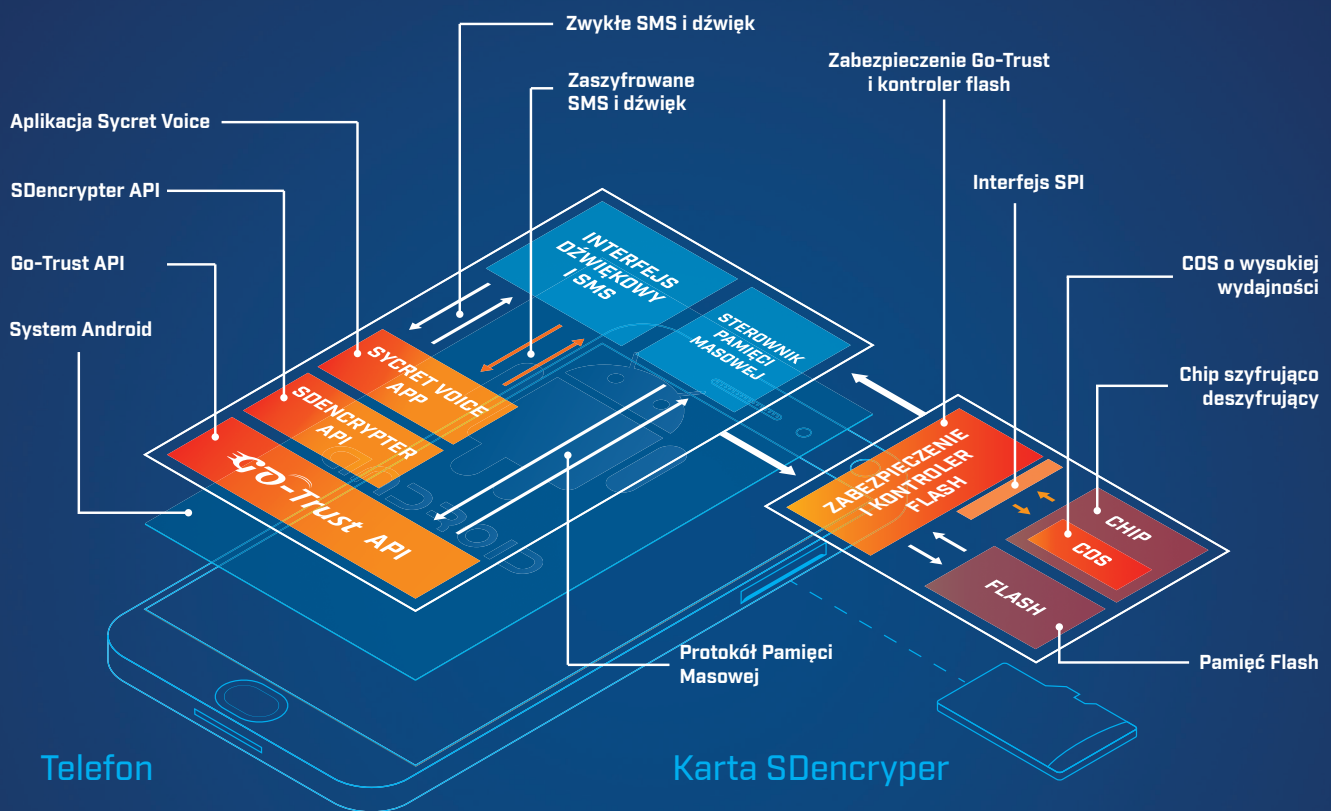 Zwykłe SMS i dźwięk
Zaszyfrowane
SMS i dźwięk
Zabezpieczenie Go-Trust
i kontroler flash
Aplikacja Sycret Voice
SDencrypter API
Go-Trust API
System Android
Interfejs SPI
COS o wysokiej
wydajności
Chip szyfrująco
deszyfrujący
INTERFEJS
DŹWIĘKOWY
I SMS
STEROWNIK
PAMIĘCI
MASOWEJ
SYCRET VOICE
APP
SDENCRYPTER
API
GO-Trust API
ANDROID
ZABEZPIECZENIE
I KONTROLER
FLASH
CHIP
COS
FLASH
Protokół Pamięci
Masowej
Pamięć Flash
Telefon
Karta SDencryper